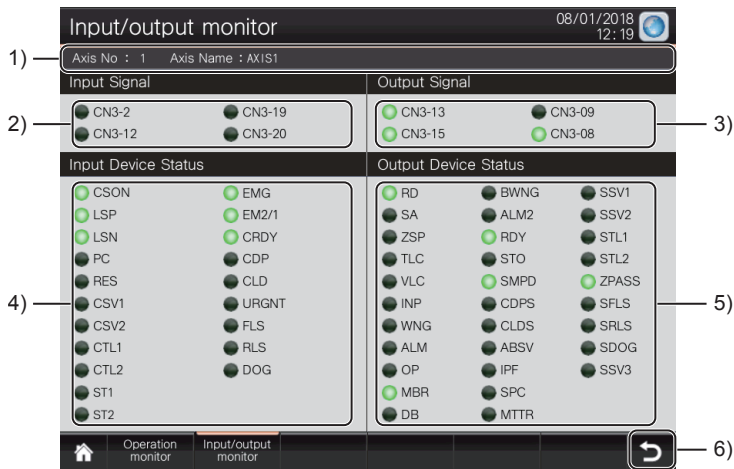 Input/output monitor
08/01/2018
12:19
1)
Axis No : 1 Axis Name : AXIS1
Input Signal
Output Signal
2)
CN3-2 CN3-19
CN3-12 CN3-20
CN3-13 CN3-09
CN3-15 CN3-08
3)
Input Device Status
Output Device Status
4)
CSON EMG
LSP EM2/1
LSN CRDY
PC CDP
RES CLD
CSV1 URGNT
CSV2 FLS
CTL1 RLS
CTL2 DOG
ST1
ST2
RD BWNG SSV1
SA ALM2 SSV2
ZSP RDY STL1
TLC STO STL2
VLC SMPD ZPASS
INP CDPS SFLS
WNG CLDS SRLS
ALM ABSV SDOG
OP IPF SSV3
MBR SPC
DB MTTR
5)
Operation
monitor
Input/output
monitor
6)